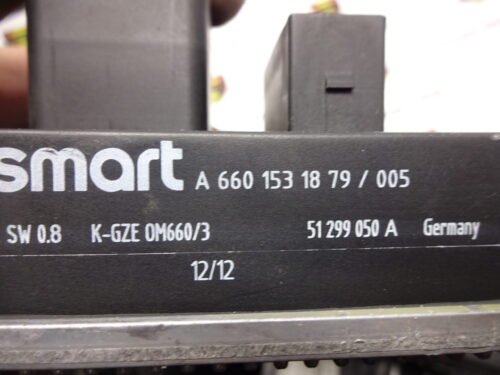 smart A 660 153 18 79 / 005
SW 0.8 K-GZE OM660/3 51 299 050 A Germany
12/12